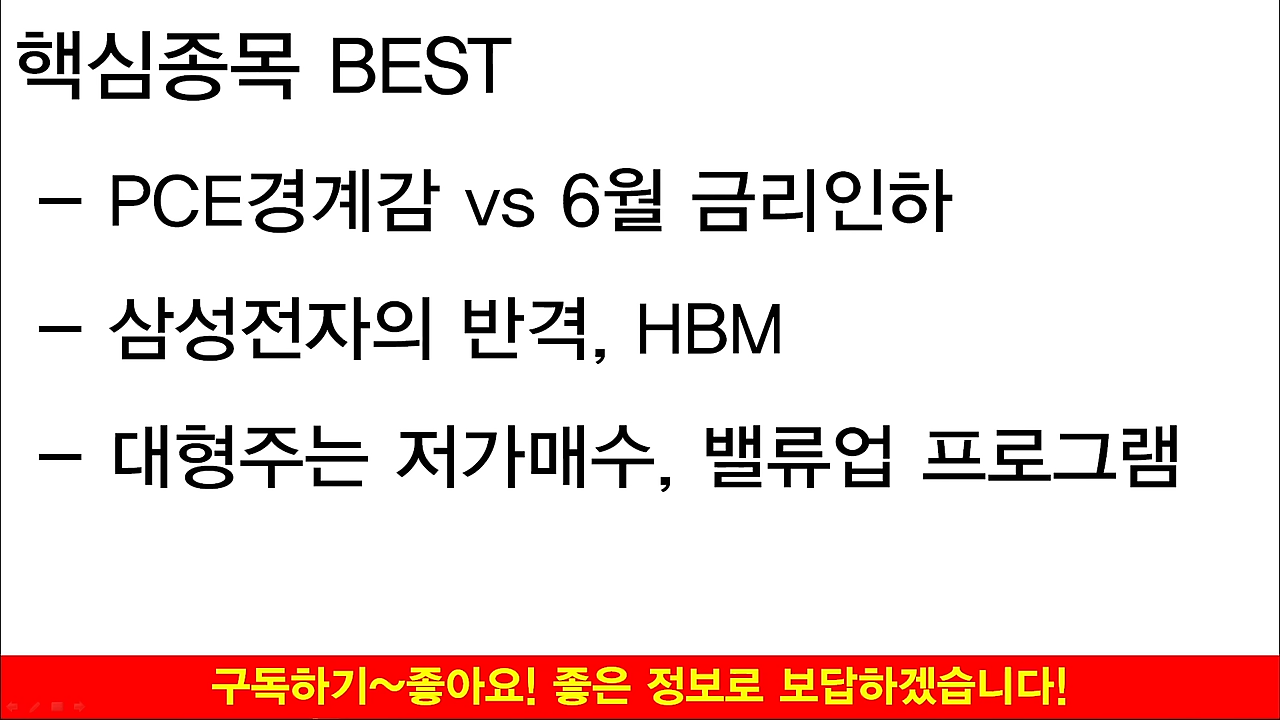 핵심종목 BEST
- PCE경계감 vs 6월 금리인하
- 삼성전자의 반격, HBM
- 대형주는 저가매수, 밸류업 프로그램
구독하기~좋아요! 좋은 정보로 보답하겠습니다!